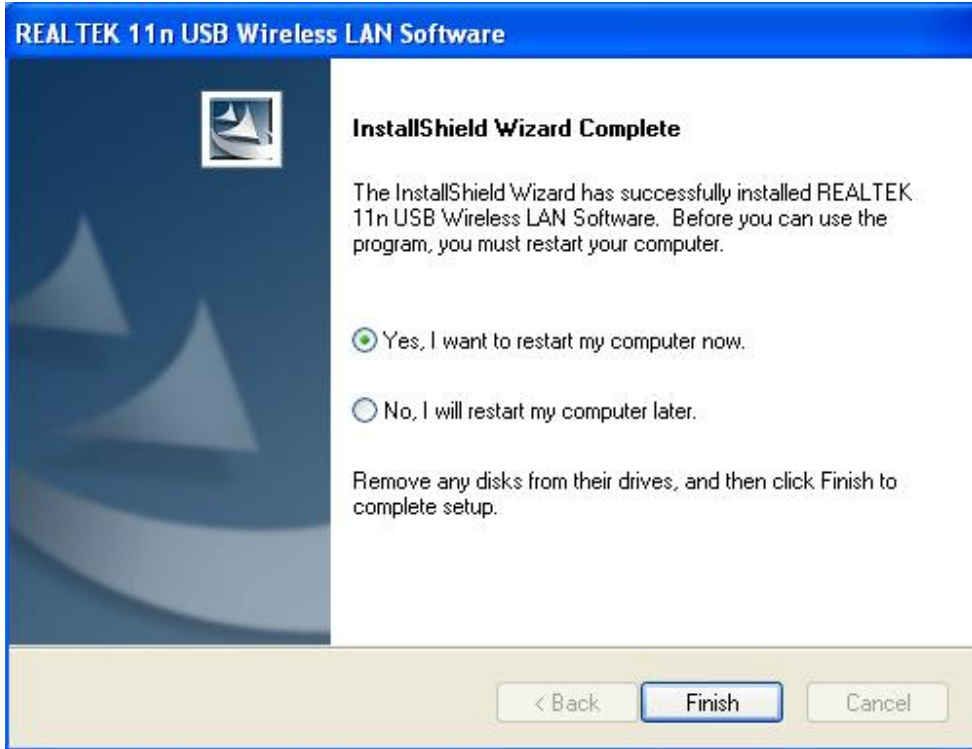 REALTEK 11n USB Wireless LAN Software
InstallShield Wizard Complete
The InstallShield Wizard has successfully installed REALTEK
11n USB Wireless LAN Software.  Before you can use the
program, you must restart your computer.
Yes, I want to restart my computer now.
No, I will restart my computer later.
Remove any disks from their drives, and then click Finish to
complete setup.
< Back
Finish
Cancel